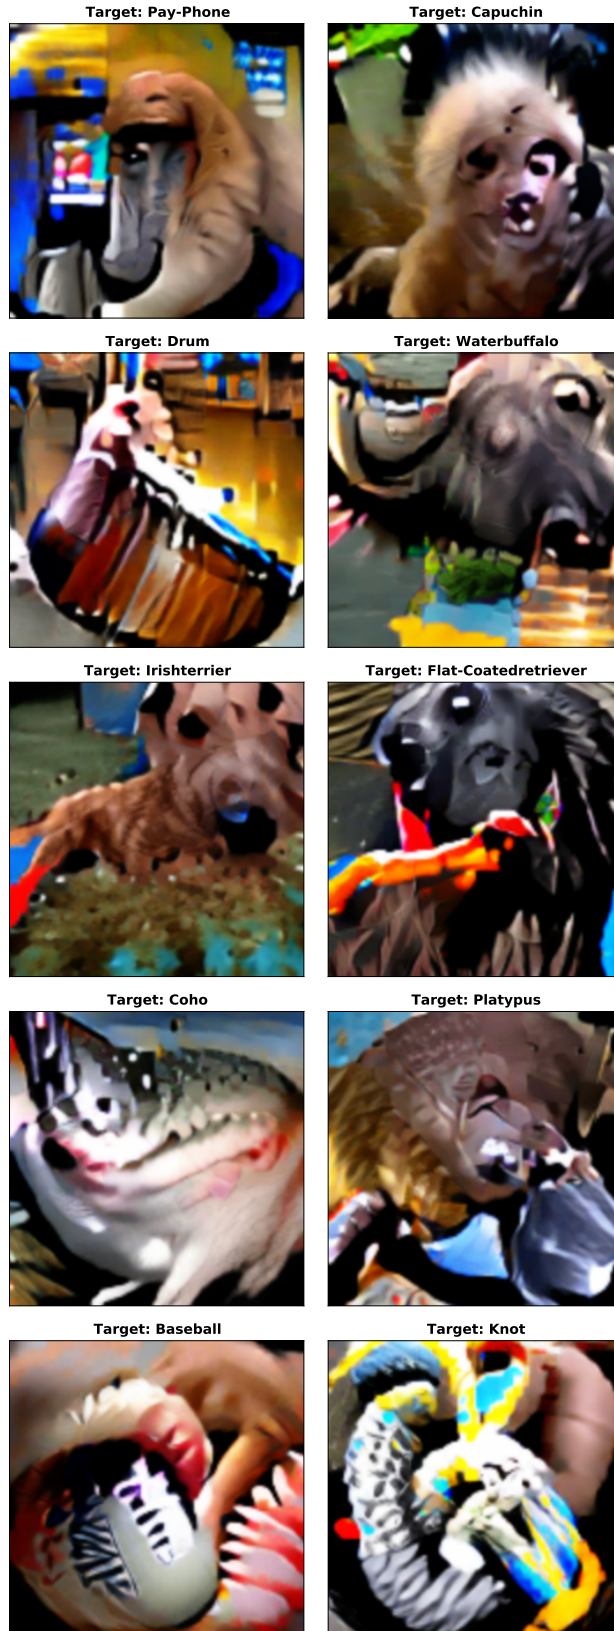 Target: Pay-Phone
Target: Capuchin
Target: Drum
Target: Waterbuffalo
Target: Irishterrier
Target: Flat-Coatedretriever
Target: Coho
Target: Platypus
Target: Baseball
Target: Knot